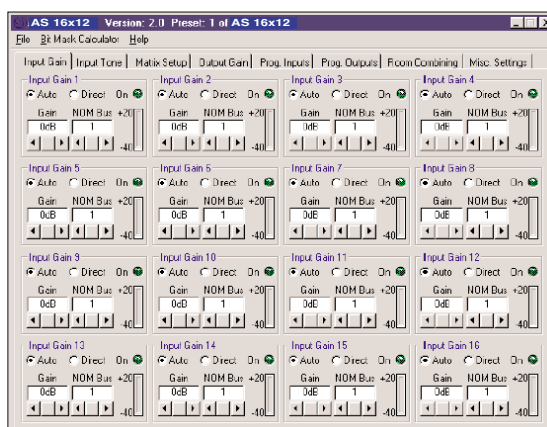 AS 16x12 Version: 2.0 Preset: 1 of AS 16x12
File Bit Mask Calculator Help
Input Gain Input Tone Matrix Setup Output Gain Prog. Inputs Prog. Outputs Room Combining Misc. Settings
Input Gain 1 Input Gain 2 Input Gain 3 Input Gain 4
Auto Direct On Auto Direct On Auto Direct On Auto Direct On
Gain NOM Bus +20 Gain NOM Bus +20 Gain NOM Bus +20 Gain NOM Bus +20
0dB 1 0dB 1 0dB 1 0dB 1
-40 -40 -40 -40
Input Gain 5 Input Gain 6 Input Gain 7 Input Gain 8
Auto Direct On Auto Direct On Auto Direct On Auto Direct On
Gain NOM Bus +20 Gain NOM Bus +20 Gain NOM Bus +20 Gain NOM Bus +20
0dB 1 0dB 1 0dB 1 0dB 1
-40 -40 -40 -40
Input Gain 9 Input Gain 10 Input Gain 11 Input Gain 12
Auto Direct On Auto Direct On Auto Direct On Auto Direct On
Gain NOM Bus +20 Gain NOM Bus +20 Gain NOM Bus +20 Gain NOM Bus +20
0dB 1 0dB 1 0dB 1 0dB 1
-40 -40 -40 -40
Input Gain 13 Input Gain 14 Input Gain 15 Input Gain 16
Auto Direct On Auto Direct On Auto Direct On Auto Direct On
Gain NOM Bus +20 Gain NOM Bus +20 Gain NOM Bus +20 Gain NOM Bus +20
0dB 1 0dB 1 0dB 1 0dB 1
-40 -40 -40 -40